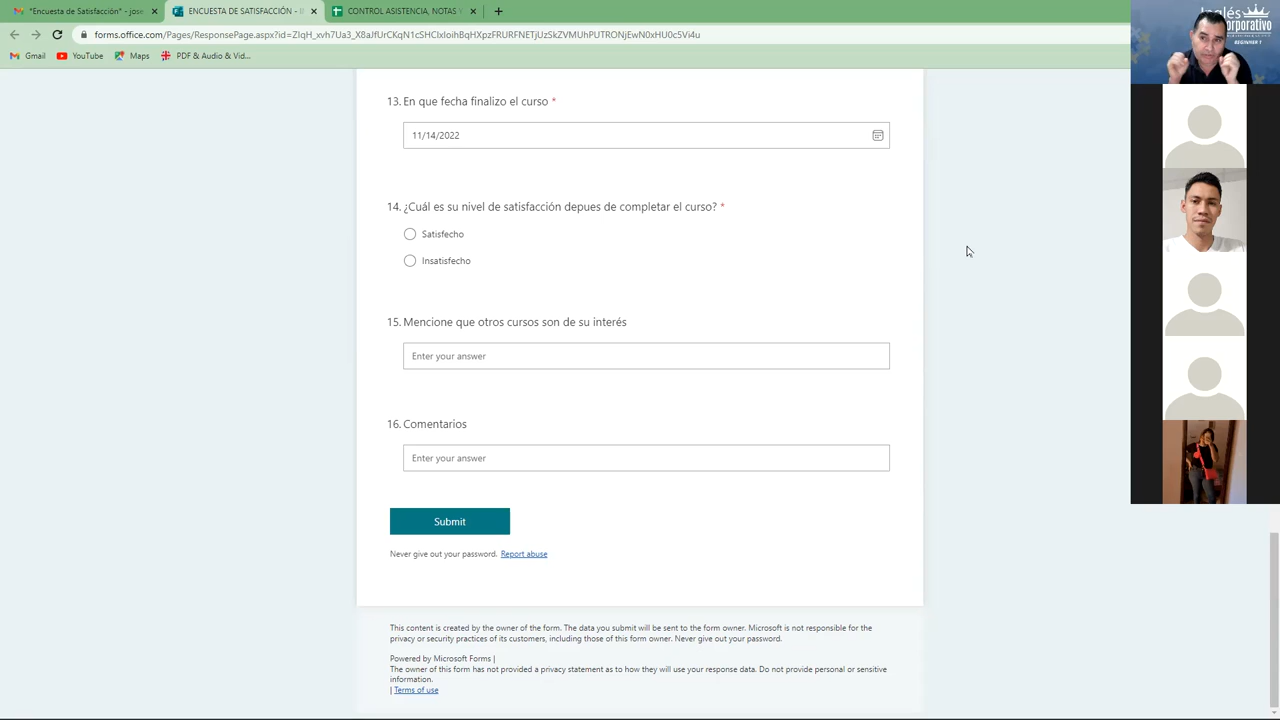 *Encuesta de Satisfacción* - jose
ENCUESTA DE SATISFACCIÓN - R
CONTROL ASISTENCIA, NOTAS Y
forms.office.com/Pages/ResponsePage.aspx?id=
Gmail
YouTube
Maps
PDF & Audio & Vid...
Inglés
Corporativo
BEGINNER 1
13. En que fecha finalizo el curso *
11/14/2022
14. ¿Cuál es su nivel de satisfacción depues de completar el curso? *
Satisfecho
Insatisfecho
15. Mencione que otros cursos son de su interés
Enter your answer
16. Comentarios
Enter your answer
Submit
Never give out your password. Report abuse
This content is created by the owner of the form. The data you submit will be sent to the form owner. Microsoft is not responsible for the
privacy or security practices of its customers, including those of this form owner. Never give out your password.
Powered by Microsoft Forms |
The owner of this form has not provided a privacy statement as to how they will use your response data. Do not provide personal or sensitive
information.
| Terms of use